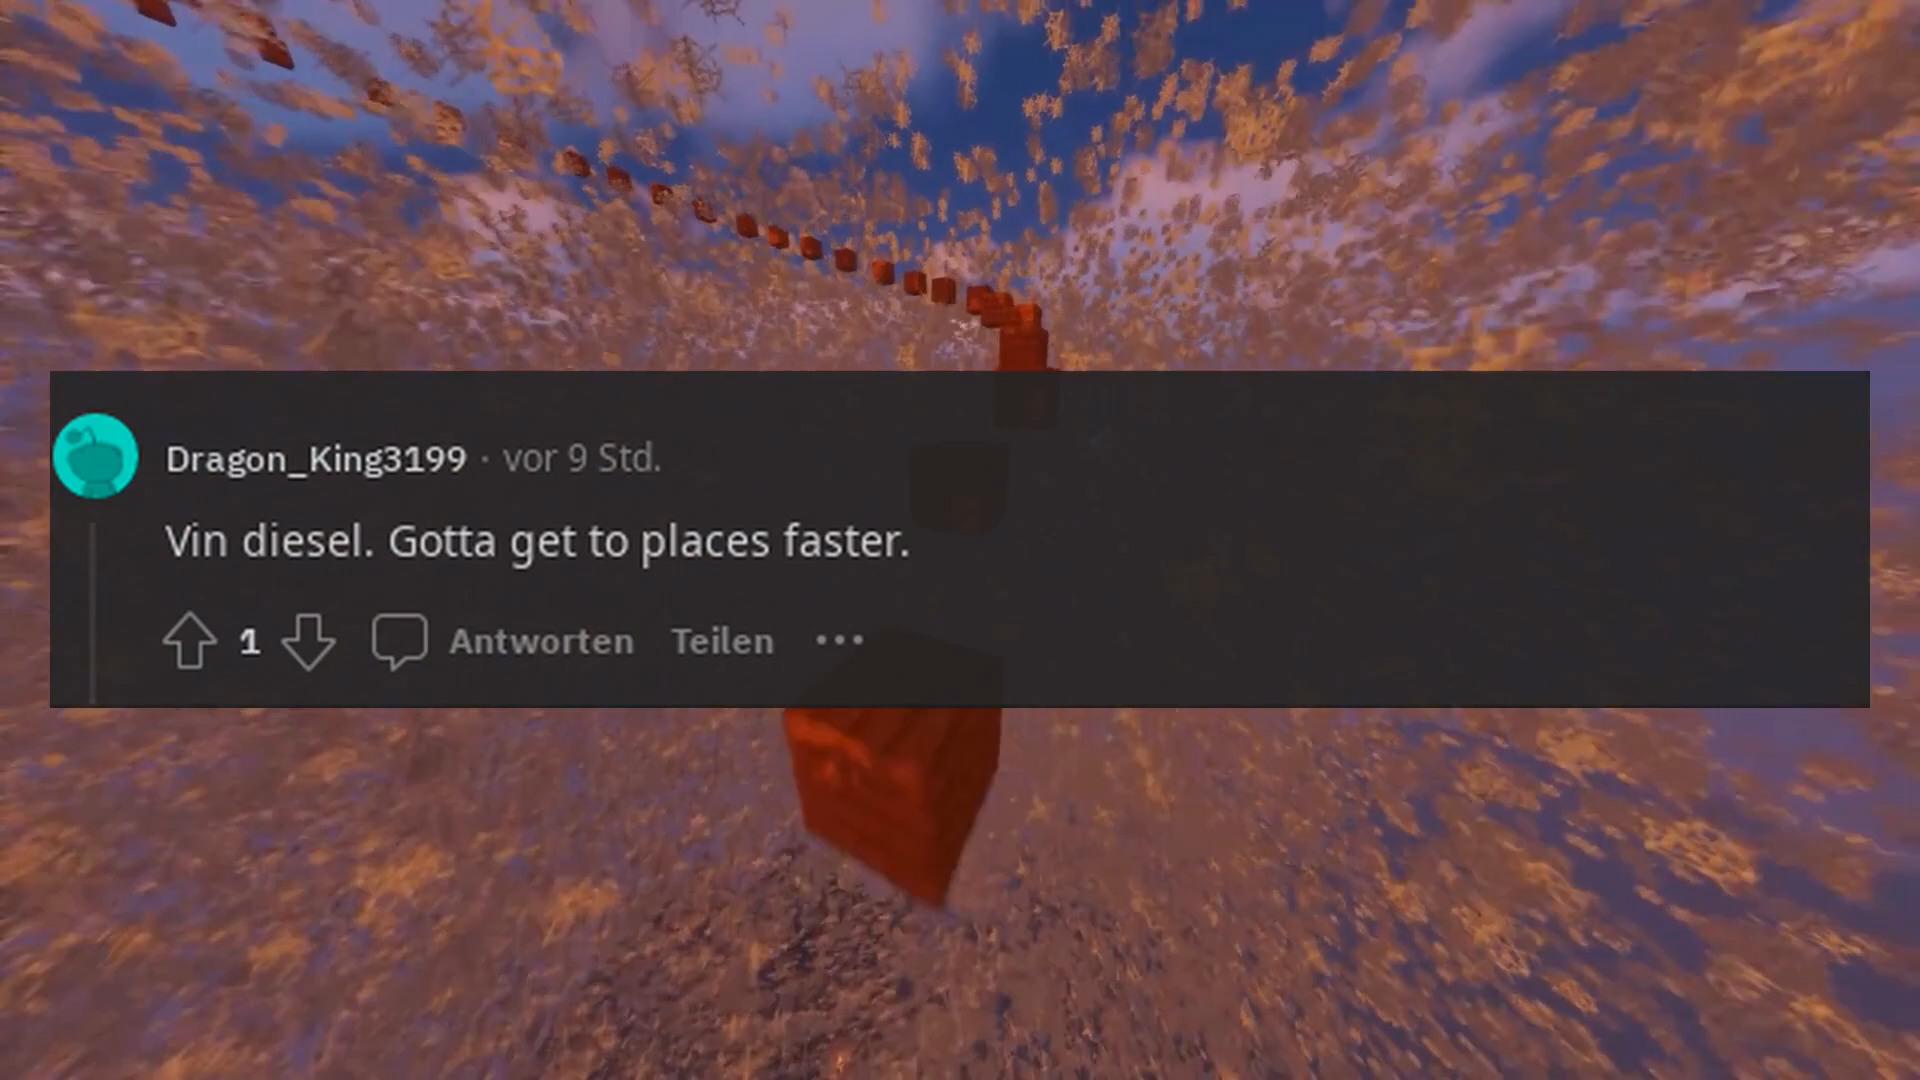 Dragon_King3199 · vor 9 Std.
Vin diesel. Gotta get to places faster.
1 Antworten Teilen ···